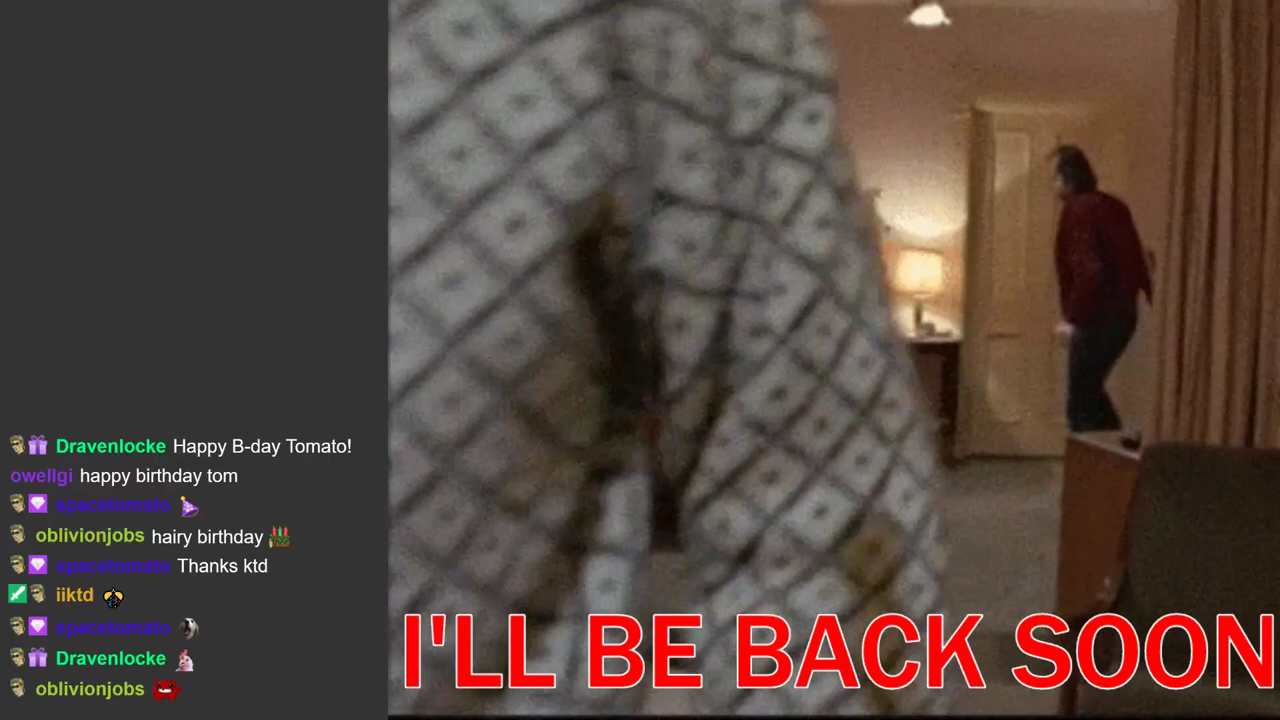 Dravenlocke Happy B-day Tomato!
owellgi happy birthday tom
spacetomato
oblivionjobs hairy birthday
spacetomato Thanks ktd
iiktd
spacetomato
Dravenlocke
oblivionjobs
I'LL BE BACK SOON